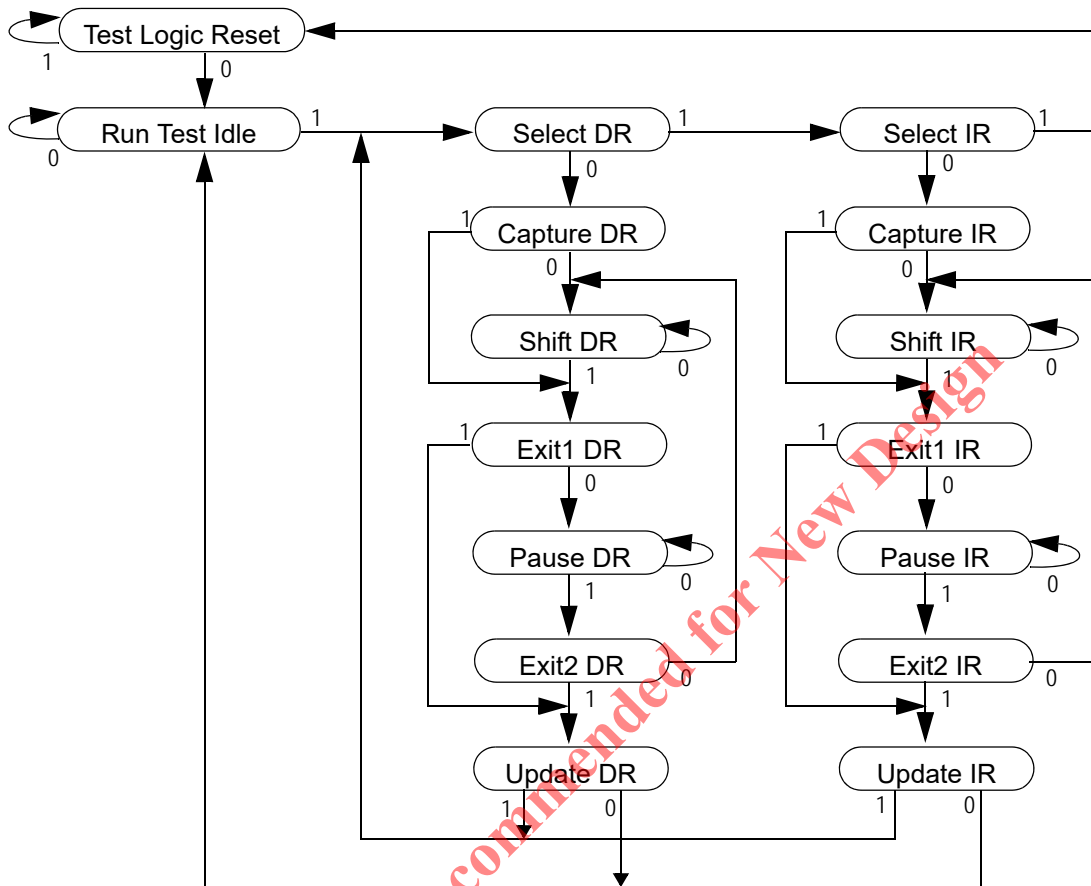 Test Logic Reset
1
0
Run Test Idle
1
0
Select DR
1
0
Select IR
1
0
1
Capture DR
0
1
Capture IR
0
Shift DR
0
1
Shift IR
0
1
1
Exit1 DR
0
1
Exit1 IR
0
Pause DR
0
1
Pause IR
0
1
Exit2 DR
0
1
Exit2 IR
0
1
Update DR
1
0
Update IR
1
0
commended for New Design